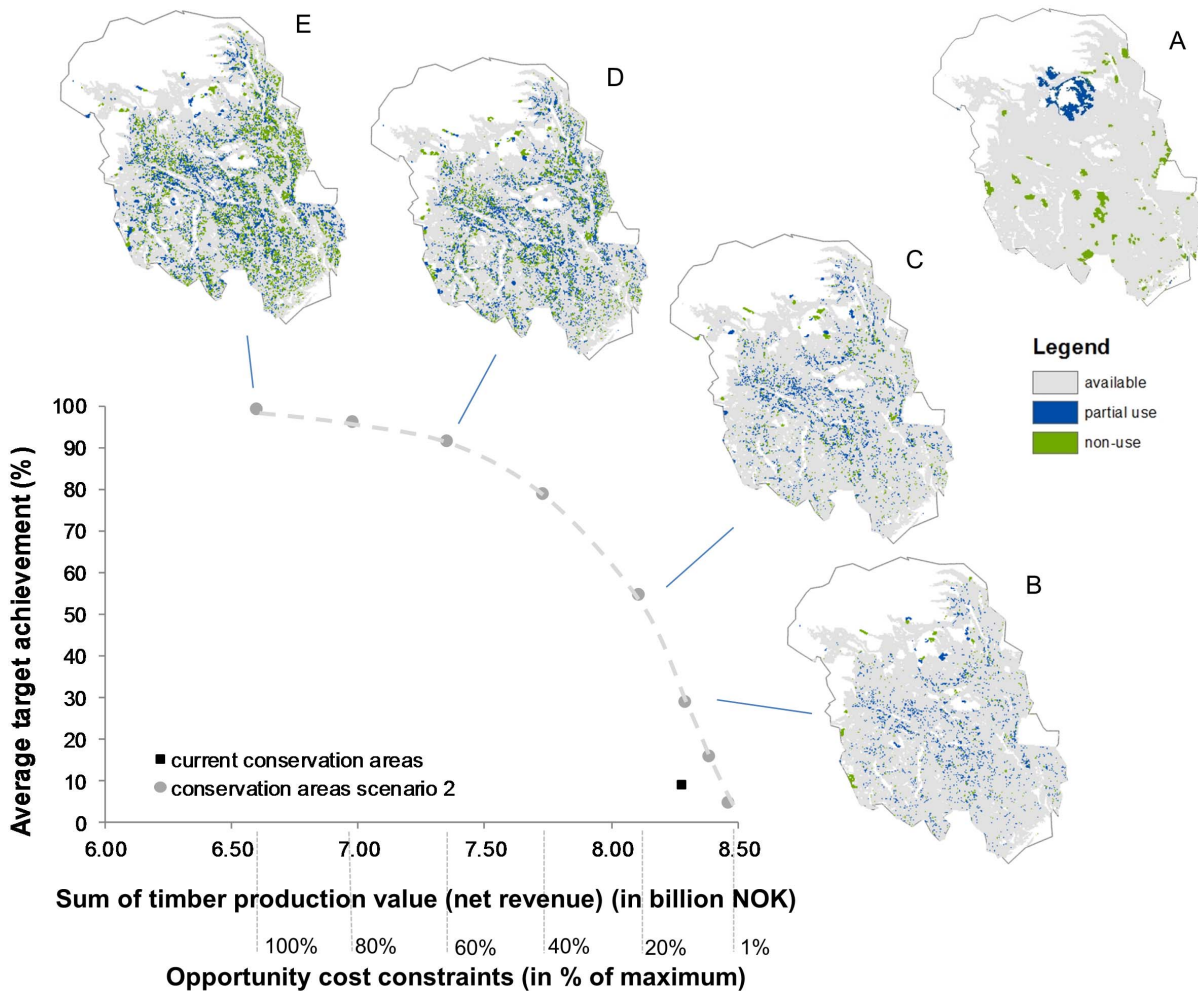 E
A
D
C
Legend
available
partial use
non-use
B
Average target achievement (%)
100
90
80
70
60
50
40
30
20
10
0
current conservation areas
conservation areas scenario 2
6.00 6.50 7.00 7.50 8.00 8.50
Sum of timber production value (net revenue) (in billion NOK)
100% 80% 60% 40% 20% 1%
Opportunity cost constraints (in % of maximum)